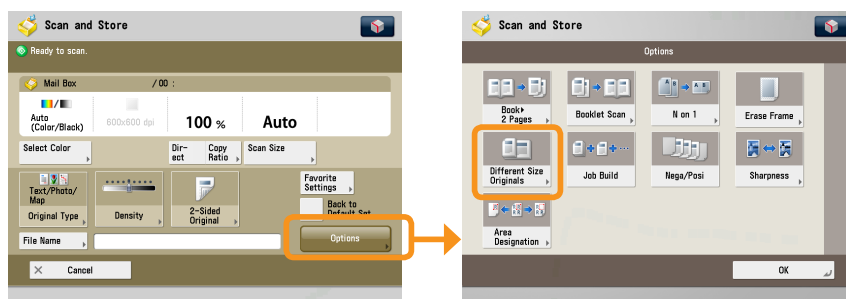 Scan and Store
Ready to scan.
Mail Box /00 :
Auto
(Color/Black)
600x600 dpi
100 %
Auto
Select Color
Dir-
ect
Copy
Ratio
Scan Size
Text/Photo/
Map
Original Type
Density
2-Sided
Original
Favorite
Settings
Back to
Default Set.
File Name
Options
Cancel
Scan and Store
Options
Book
2 Pages
Booklet Scan
N on 1
Erase Frame
Different Size
Originals
Job Build
Nega/Posi
Sharpness
Area
Designation
OK